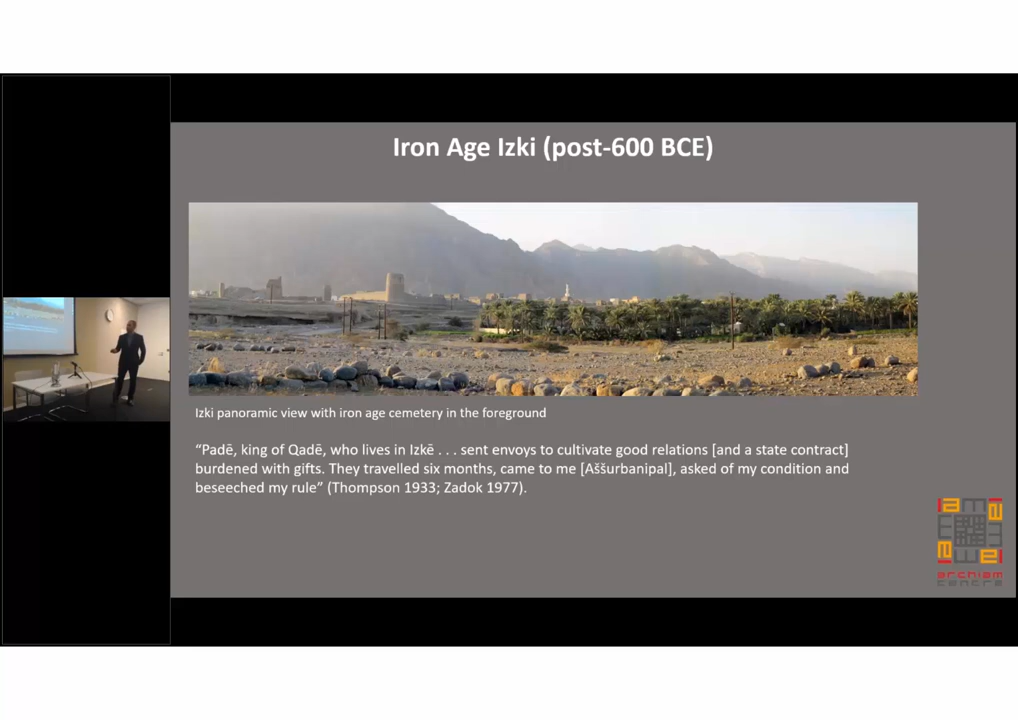 Iron Age Izki (post-600 BCE)
Izki panoramic view with iron age cemetery in the foreground
“Padē, king of Qadē, who lives in Izkē . . . sent envoys to cultivate good relations [and a state contract]
burdened with gifts. They travelled six months, came to me [Aššurbanipal], asked of my condition and
beseeched my rule” (Thompson 1933; Zadok 1977).
archiam
centre